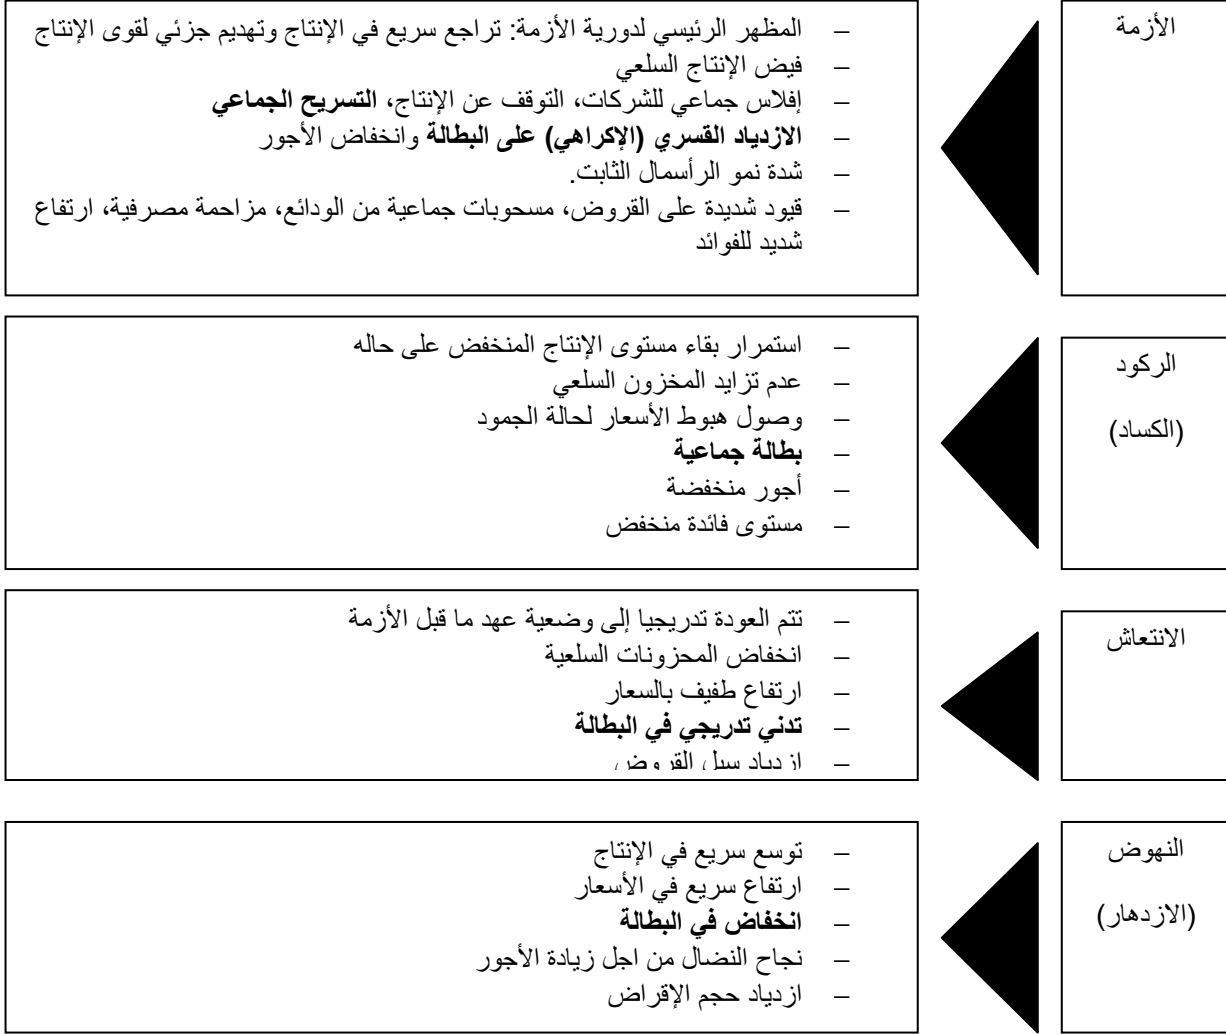 الأزمة
– المظهر الرئيسي لدورية الأزمة: تراجع سريع في الإنتاج وتهديم جزئي لقوى الإنتاج
– فيض الإنتاج السلعي
– إفلاس جماعي للشركات، التوقف عن الإنتاج، التسريح الجماعي
– الازدياد القسري (الإكراهي) على البطالة وانخفاض الأجور
– شدة نمو الرأسمال الثابت.
– قيود شديدة على القروض، مسحوبات جماعية من الودائع، مزاحمة مصرفية، ارتفاع
شديد للفوائد
الركود
(الكساد)
– استمرار بقاء مستوى الإنتاج المنخفض على حاله
– عدم تزايد المخزون السلعي
– وصول هبوط الأسعار لحالة الجمود
– بطالة جماعية
– أجور منخفضة
– مستوى فائدة منخفض
الانتعاش
– تتم العودة تدريجيا إلى وضعية عهد ما قبل الأزمة
– انخفاض المحزونات السلعية
– ارتفاع طفيف بالسعار
– تدني تدريجي في البطالة
– ازدياد سبل القروض
النهوض
(الازدهار)
– توسع سريع في الإنتاج
– ارتفاع سريع في الأسعار
– انخفاض في البطالة
– نجاح النضال من اجل زيادة الأجور
– ازدياد حجم الإقراض